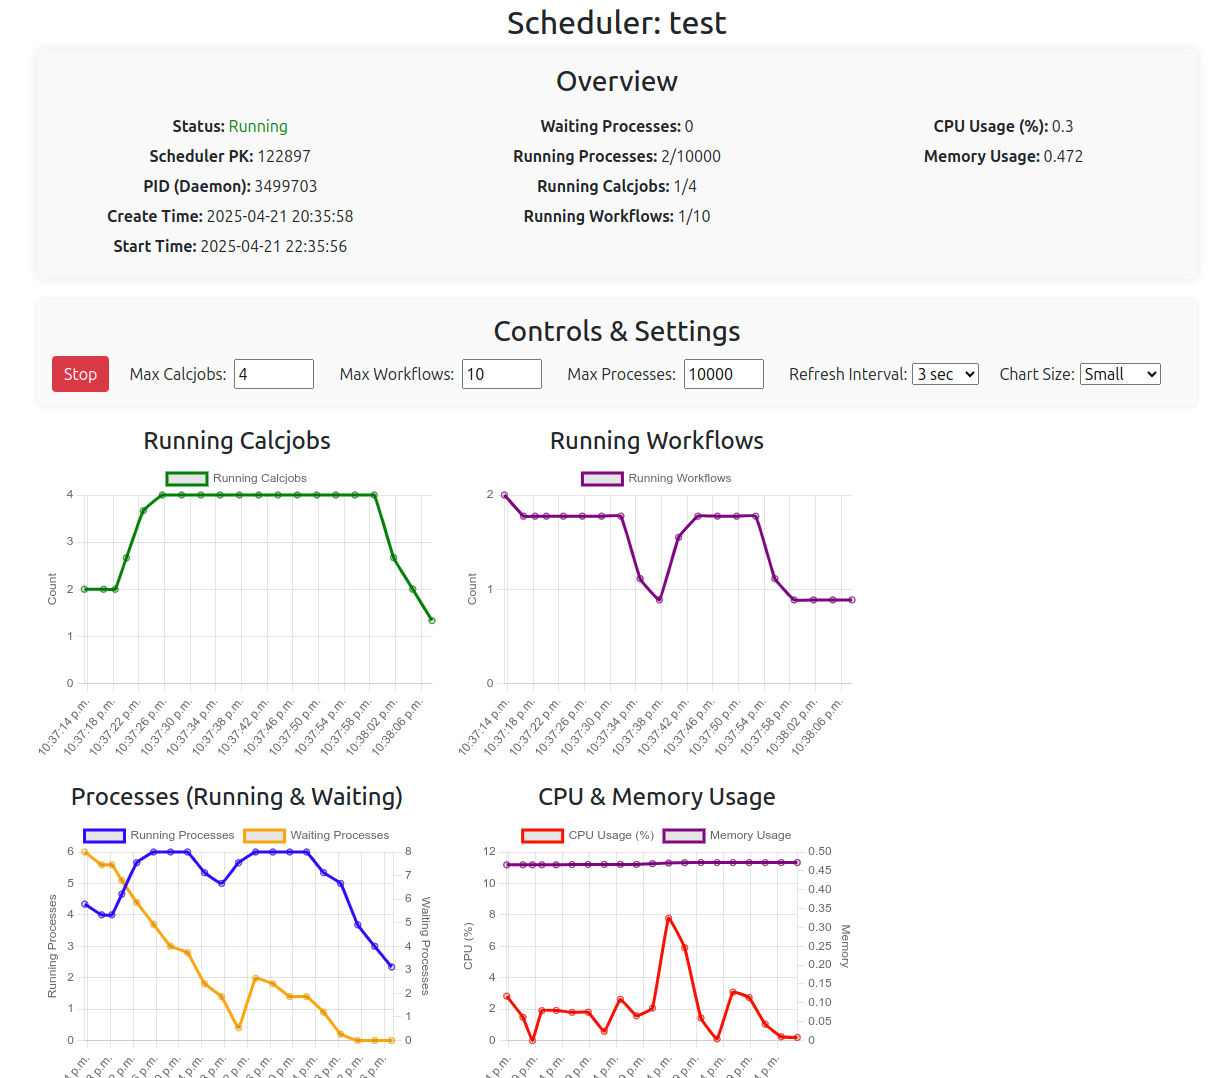 Scheduler: test
Overview
Status: Running
Waiting Processes: 0
CPU Usage (%): 0.3
Scheduler PK: 122897
Running Processes: 2/10000
Memory Usage: 0.472
PID (Daemon): 3499703
Running Calcjobs: 1/4
Create Time: 2025-04-21 20:35:58
Running Workflows: 1/10
Start Time: 2025-04-21 22:35:56
Controls & Settings
Stop Max Calcjobs: 4 Max Workflows: 10 Max Processes: 10000 Refresh Interval: 3 sec Chart Size: Small
Running Calcjobs
Running Calcjobs
4
3
2
1
0
Count
10:37:14 p.m.
10:37:18 p.m.
10:37:22 p.m.
10:37:26 p.m.
10:37:30 p.m.
10:37:34 p.m.
10:37:38 p.m.
10:37:42 p.m.
10:37:46 p.m.
10:37:50 p.m.
10:37:54 p.m.
10:37:58 p.m.
10:38:02 p.m.
10:38:06 p.m.
Running Workflows
Running Workflows
2
1
0
Count
10:37:14 p.m.
10:37:18 p.m.
10:37:22 p.m.
10:37:26 p.m.
10:37:30 p.m.
10:37:34 p.m.
10:37:38 p.m.
10:37:42 p.m.
10:37:46 p.m.
10:37:50 p.m.
10:37:54 p.m.
10:37:58 p.m.
10:38:02 p.m.
10:38:06 p.m.
Processes (Running & Waiting)
Running Processes Waiting Processes
6
5
4
3
2
1
0
Running Processes
8
7
6
5
4
3
2
1
0
Waiting Processes
CPU & Memory Usage
CPU Usage (%) Memory Usage
12
10
8
6
4
2
0
CPU (%)
0.50
0.45
0.40
0.35
0.30
0.25
0.20
0.15
0.10
0.05
0
Memory